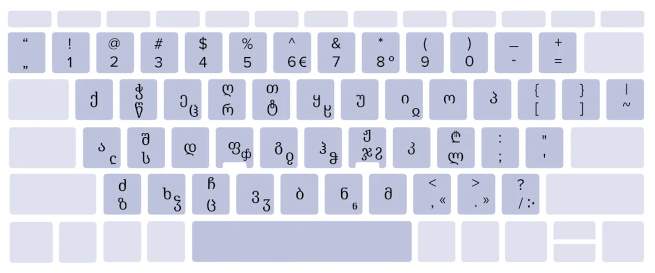 “ ! @ # $ % ^ & * ( ) _ +
„ 1 2 3 4 5 6 € 7 8 ° 9 0 - =
ჭ ღ თ { } |
ქ წ ე ჱ რ ტ ყ ჸ უ ი ჲ ო პ [ ] ~
შ ჟ ₾ : "
ა ჺ ს დ ფ ჶ გ ჹ ჰ ჯ კ ლ ; '
ძ ჩ < > ?
ზ ხ ჴ ც ვ ჳ ბ ნ ჼ მ , « . » / ჻